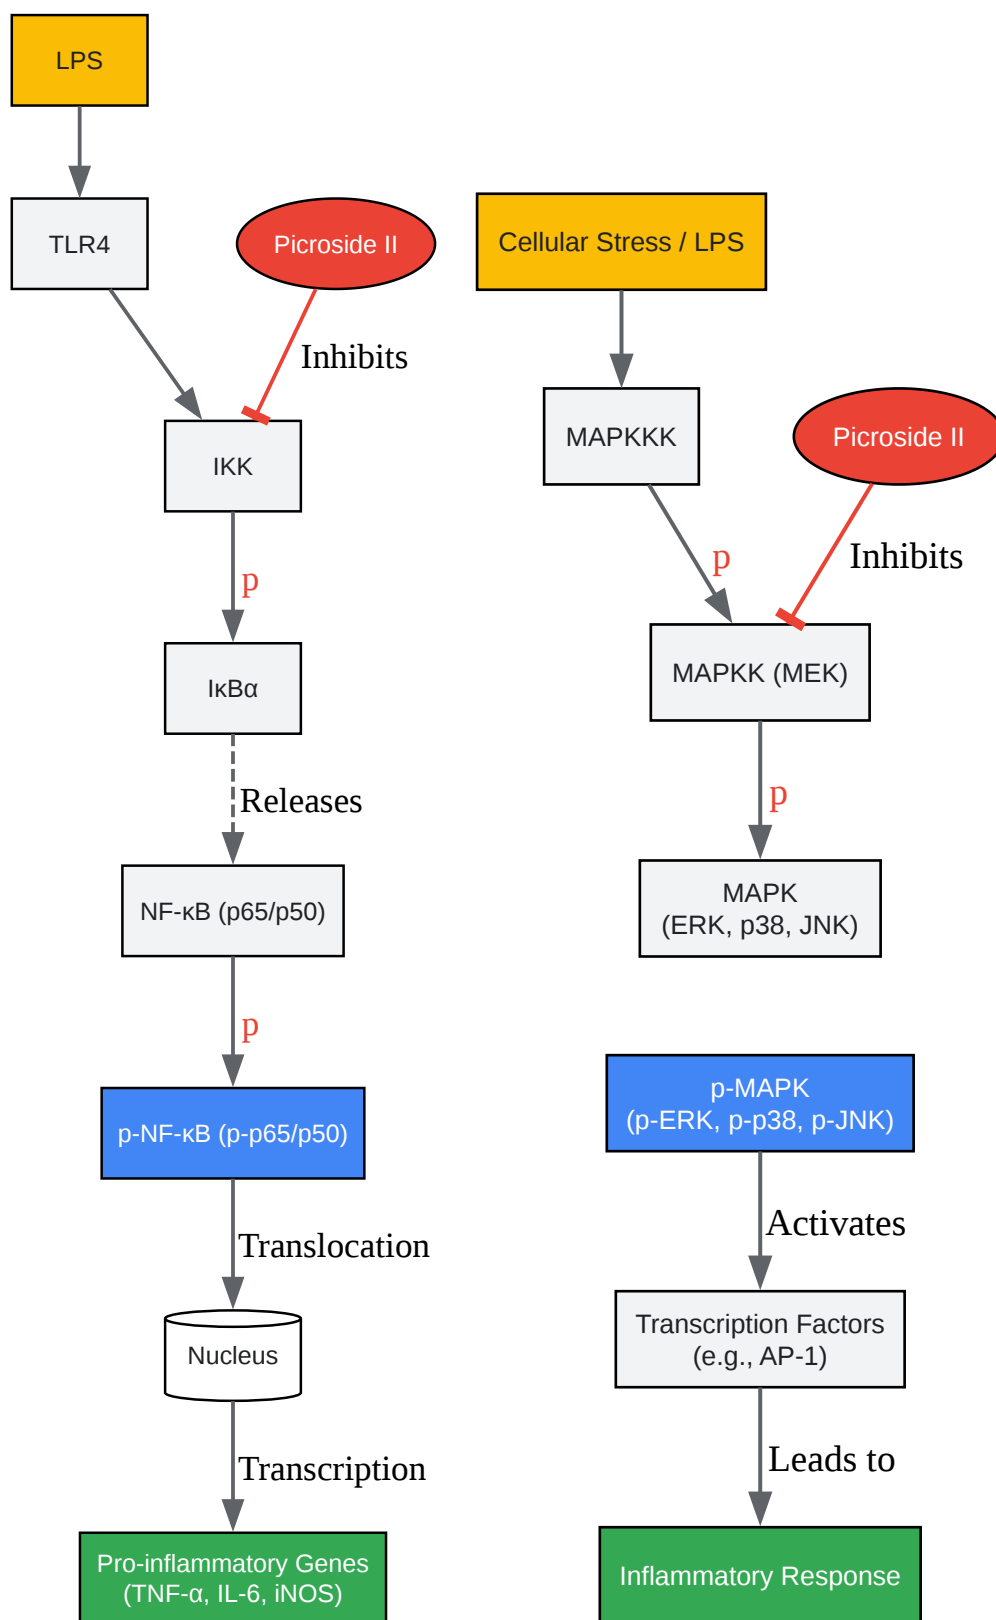 LPS
TLR4
Picroside II
Inhibits
IKK
p
IκBα
Releases
NF-κB (p65/p50)
p
p-NF-κB (p-p65/p50)
Translocation
Nucleus
Transcription
Pro-inflammatory Genes
(TNF-α, IL-6, iNOS)
Cellular Stress / LPS
MAPKKK
Picroside II
p
Inhibits
MAPKK (MEK)
p
MAPK
(ERK, p38, JNK)
p-MAPK
(p-ERK, p-p38, p-JNK)
Activates
Transcription Factors
(e.g., AP-1)
Leads to
Inflammatory Response